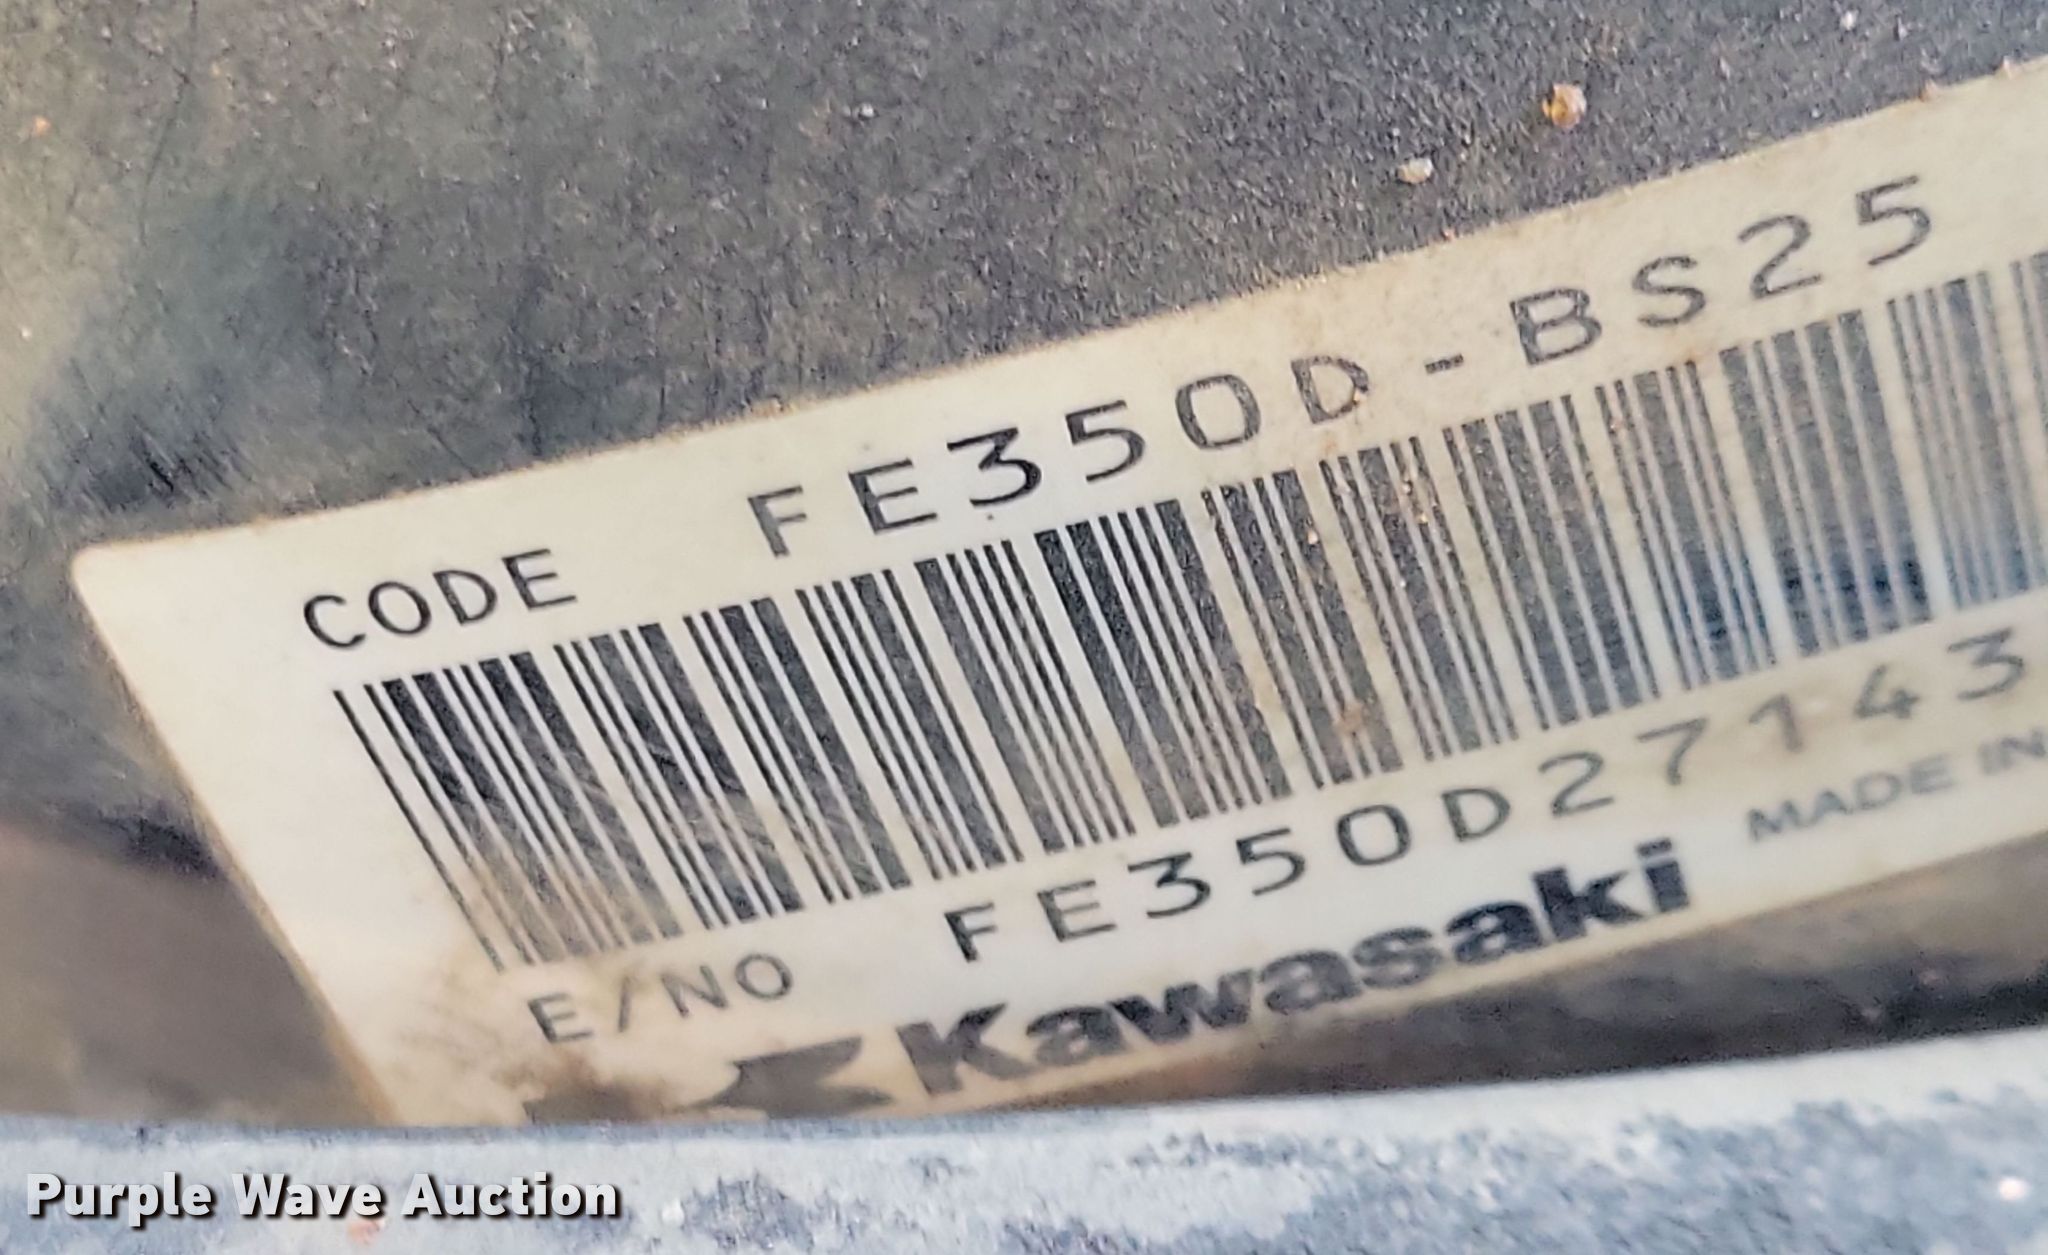 CODE FE350D-BS25
E/NO FE350D27143
Kawasaki MADE IN
Purple Wave Auction